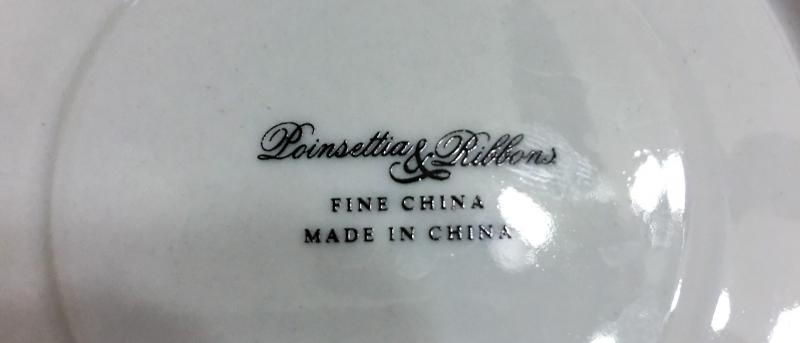 Poinsettia & Ribbons
FINE CHINA
MADE IN CHINA